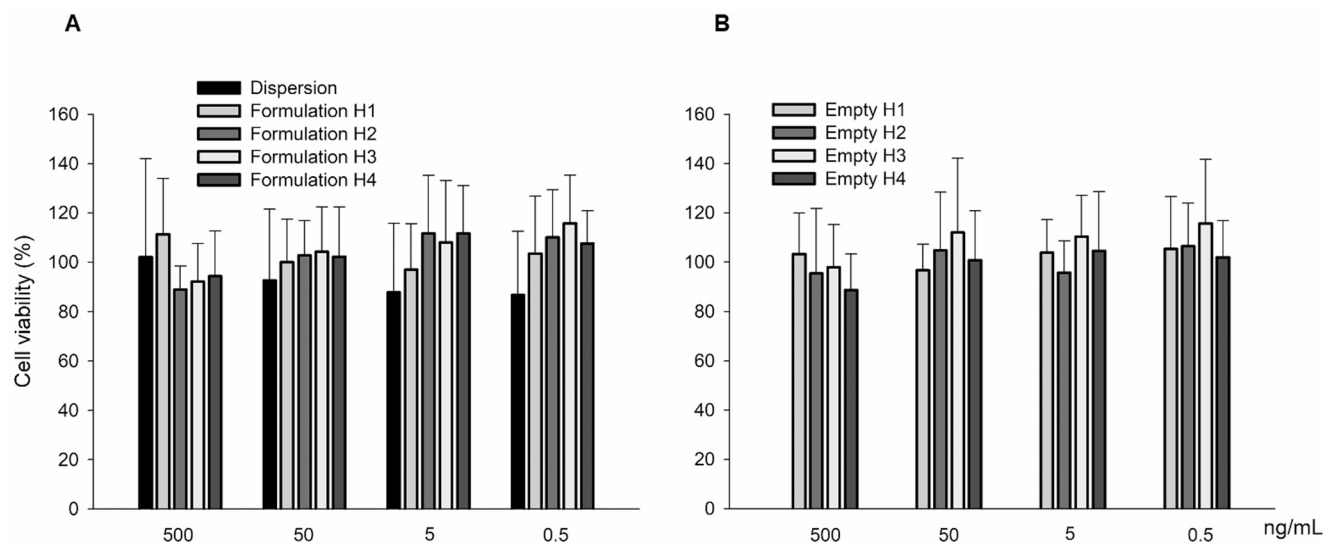 A
Dispersion
Formulation H1
Formulation H2
Formulation H3
Formulation H4
Cell viability (%)
160
140
120
100
80
60
40
20
0
500
50
5
0.5
B
Empty H1
Empty H2
Empty H3
Empty H4
160
140
120
100
80
60
40
20
0
500
50
5
0.5
ng/mL